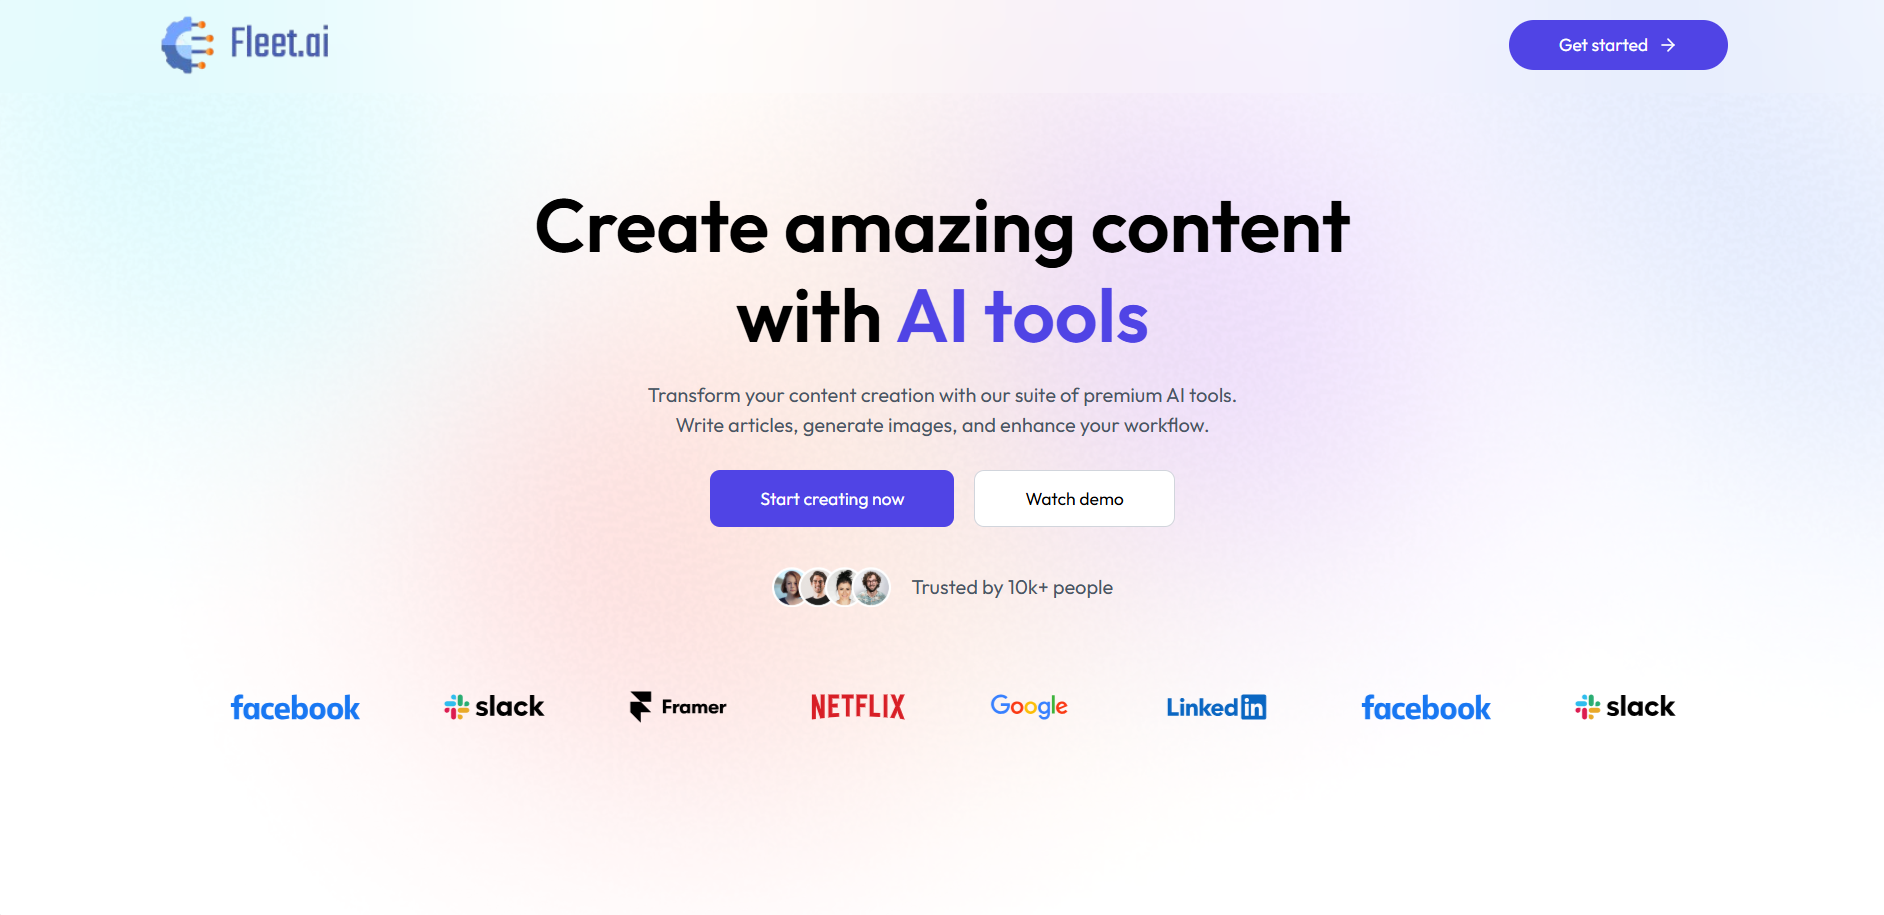 Fleet.ai
Get started
Create amazing content
with AI tools
Transform your content creation with our suite of premium AI tools.
Write articles, generate images, and enhance your workflow.
Start creating now
Watch demo
Trusted by 10k+ people
facebook
slack
Framer
NETFLIX
Google
Linkedin
facebook
slack